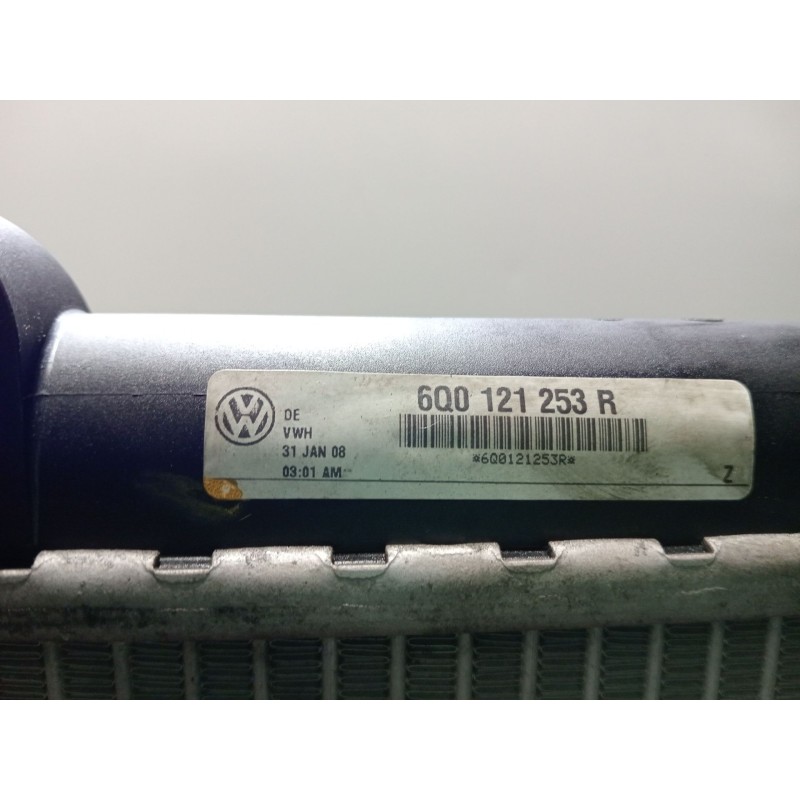 6Q0 121 253 R
DE
VWH
31 JAN 08
03:01 AM
*6Q0121253R*
Z